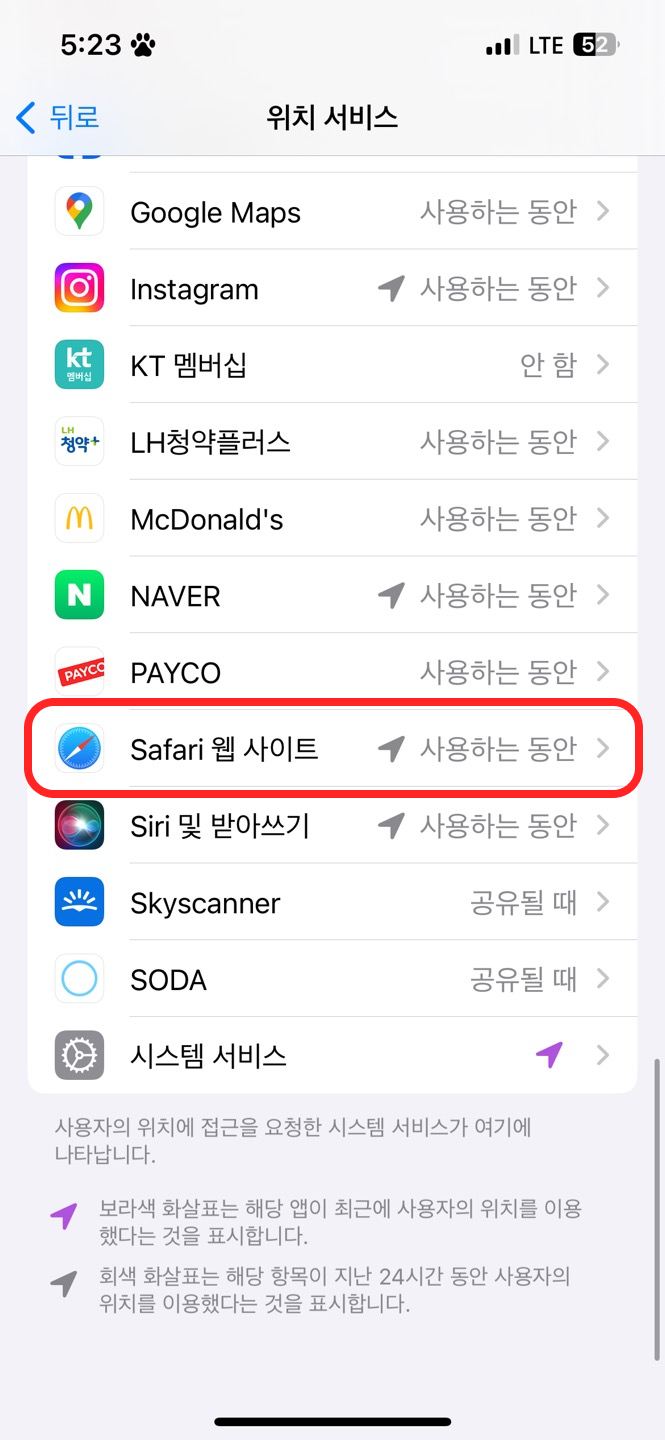 5:23 LTE 52
뒤로 위치 서비스
Google Maps 사용하는 동안
Instagram 사용하는 동안
kt 멤버십 KT 멤버십 안 함
LH 청약+ LH청약플러스 사용하는 동안
McDonald's 사용하는 동안
N NAVER 사용하는 동안
PAYCO PAYCO 사용하는 동안
Safari 웹 사이트 사용하는 동안
Siri 및 받아쓰기 사용하는 동안
Skyscanner 공유될 때
SODA 공유될 때
시스템 서비스
사용자의 위치에 접근을 요청한 시스템 서비스가 여기에
나타납니다.
보라색 화살표는 해당 앱이 최근에 사용자의 위치를 이용
했다는 것을 표시합니다.
회색 화살표는 해당 항목이 지난 24시간 동안 사용자의
위치를 이용했다는 것을 표시합니다.